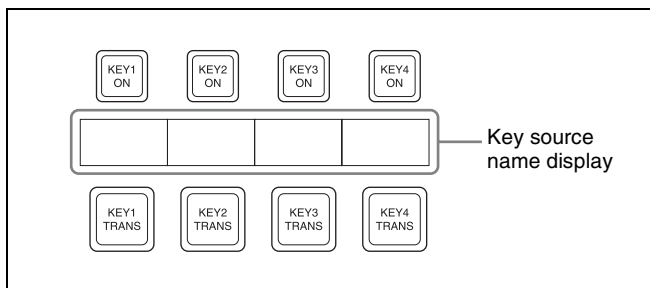 KEY1
ON
KEY2
ON
KEY3
ON
KEY4
ON
Key source
name display
KEY1
TRANS
KEY2
TRANS
KEY3
TRANS
KEY4
TRANS